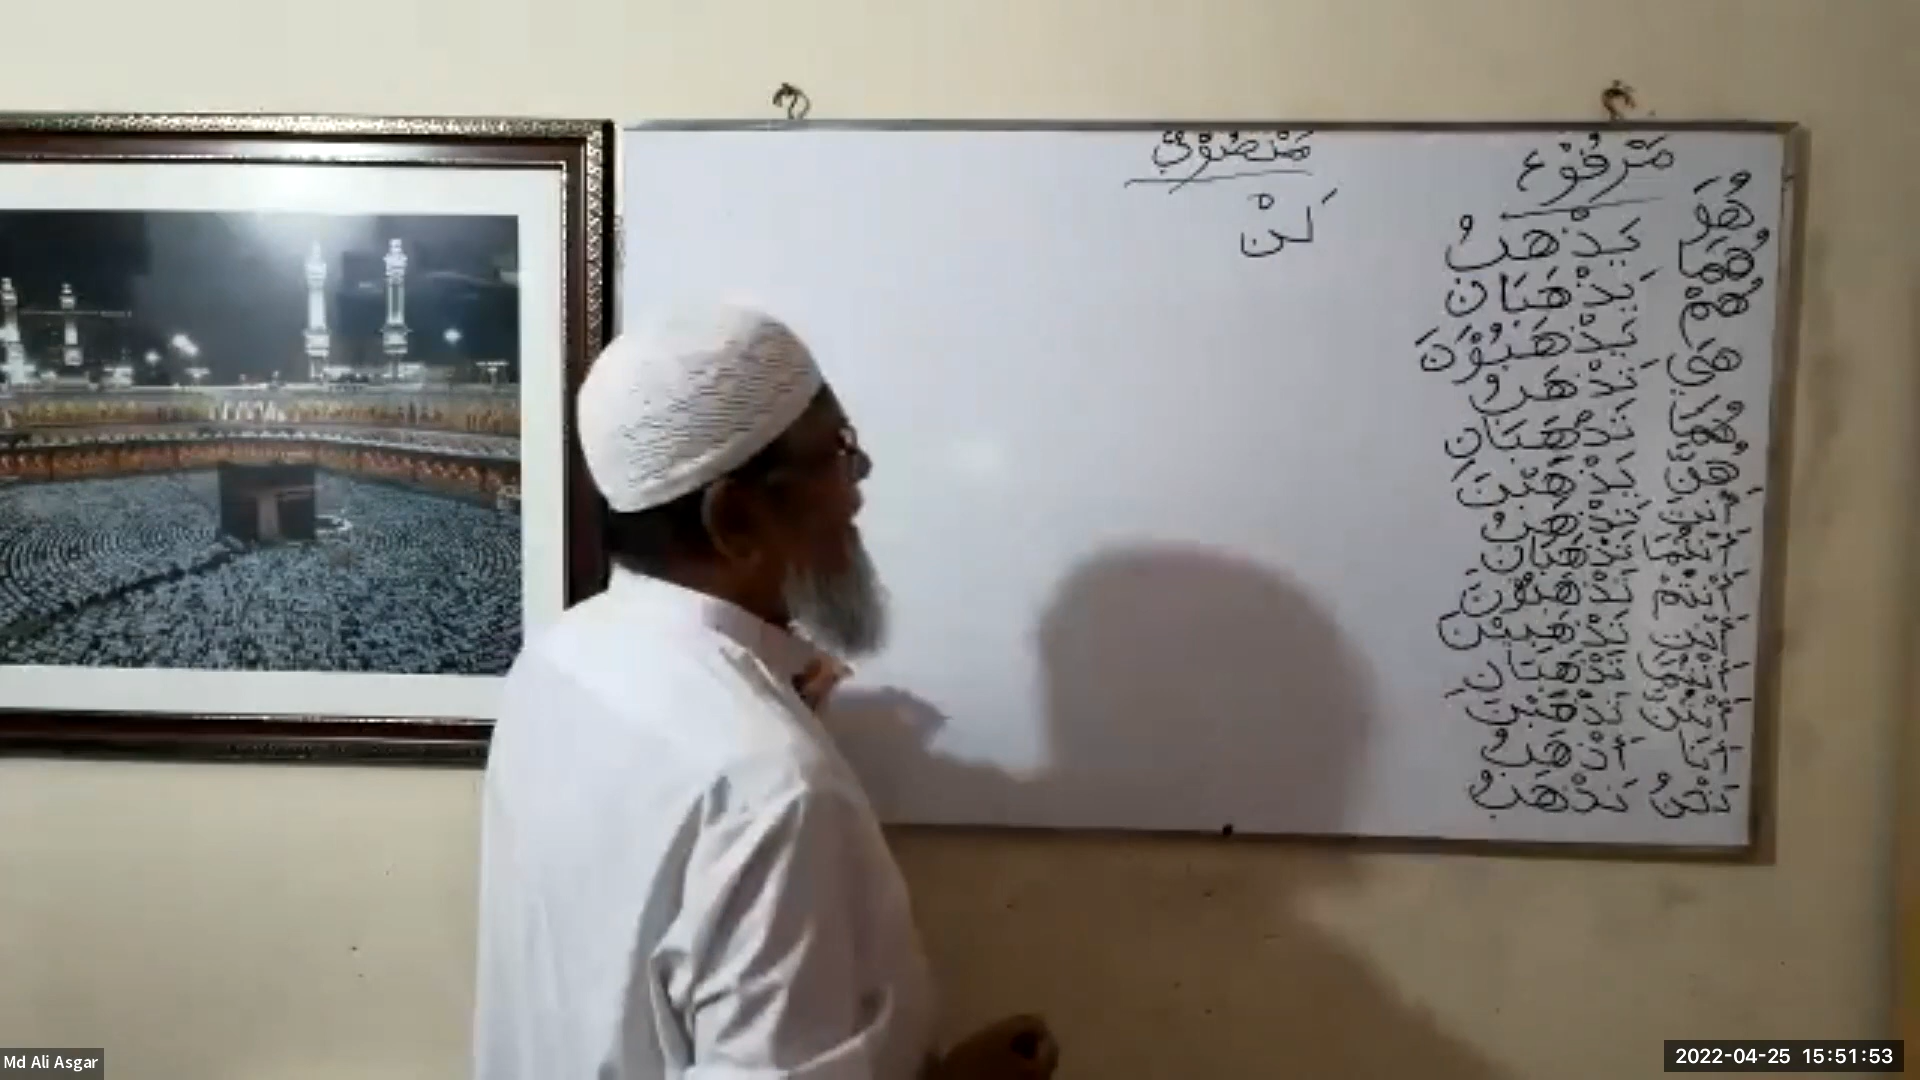 مَرْفُوْع
مَنْصُوْبٌ
هُوَ يَذْهَبُ
لَنْ
هُمَا يَذْهَبَانِ
هُمْ يَذْهَبُوْنَ
هِيَ تَذْهَبُ
هُمَا تَذْهَبَانِ
هُنَّ يَذْهَبْنَ
أَنْتَ تَذْهَبُ
أَنْتُمَا تَذْهَبَانِ
أَنْتُمْ تَذْهَبُوْنَ
أَنْتِ تَذْهَبِيْنَ
أَنْتُمَا تَذْهَبَانِ
أَنْتُنَّ تَذْهَبْنَ
أَنَا أَذْهَبُ
نَحْنُ نَذْهَبُ
Md Ali Asgar
2022-04-25 15:51:53